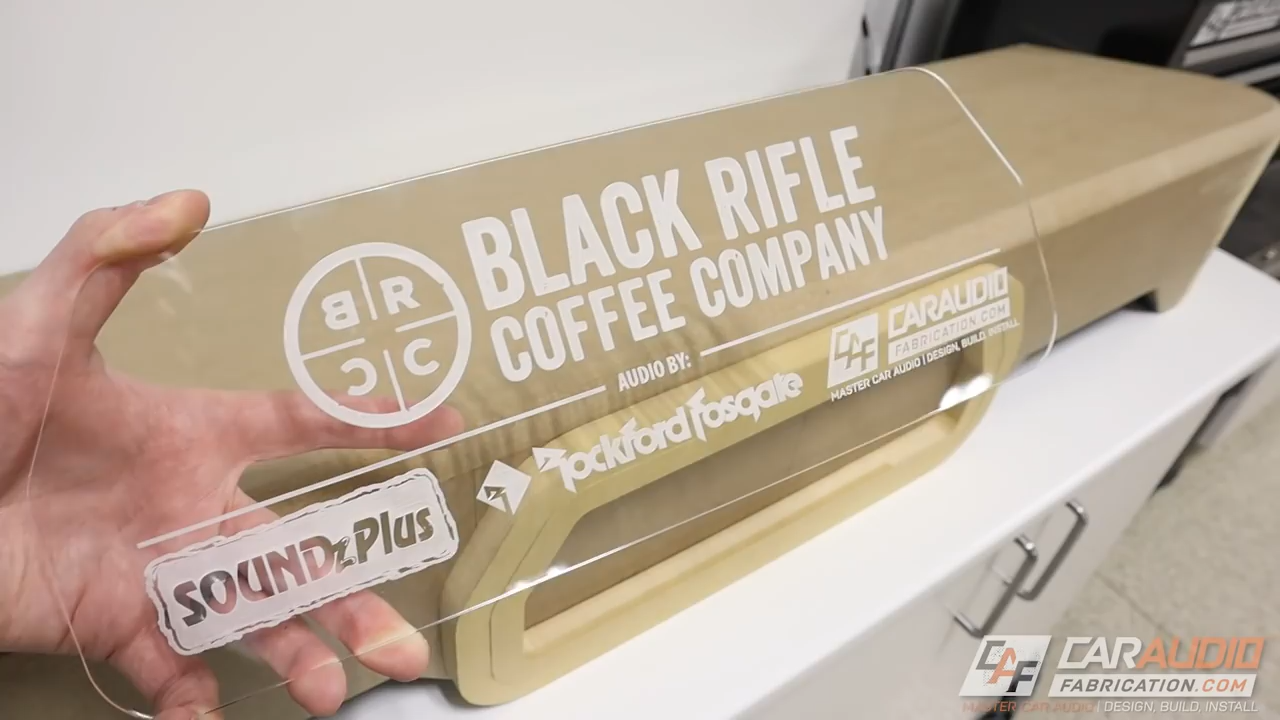 BLACK RIFLE
COFFEE COMPANY
B R
C C
AUDIO BY:
SOUNDzPlus
Rockford Fosgate
CAF
CARAUDIO
FABRICATION.COM
MASTER CAR AUDIO | DESIGN, BUILD, INSTALL
CAF
CARAUDIO
FABRICATION.COM
MASTER CAR AUDIO | DESIGN, BUILD, INSTALL